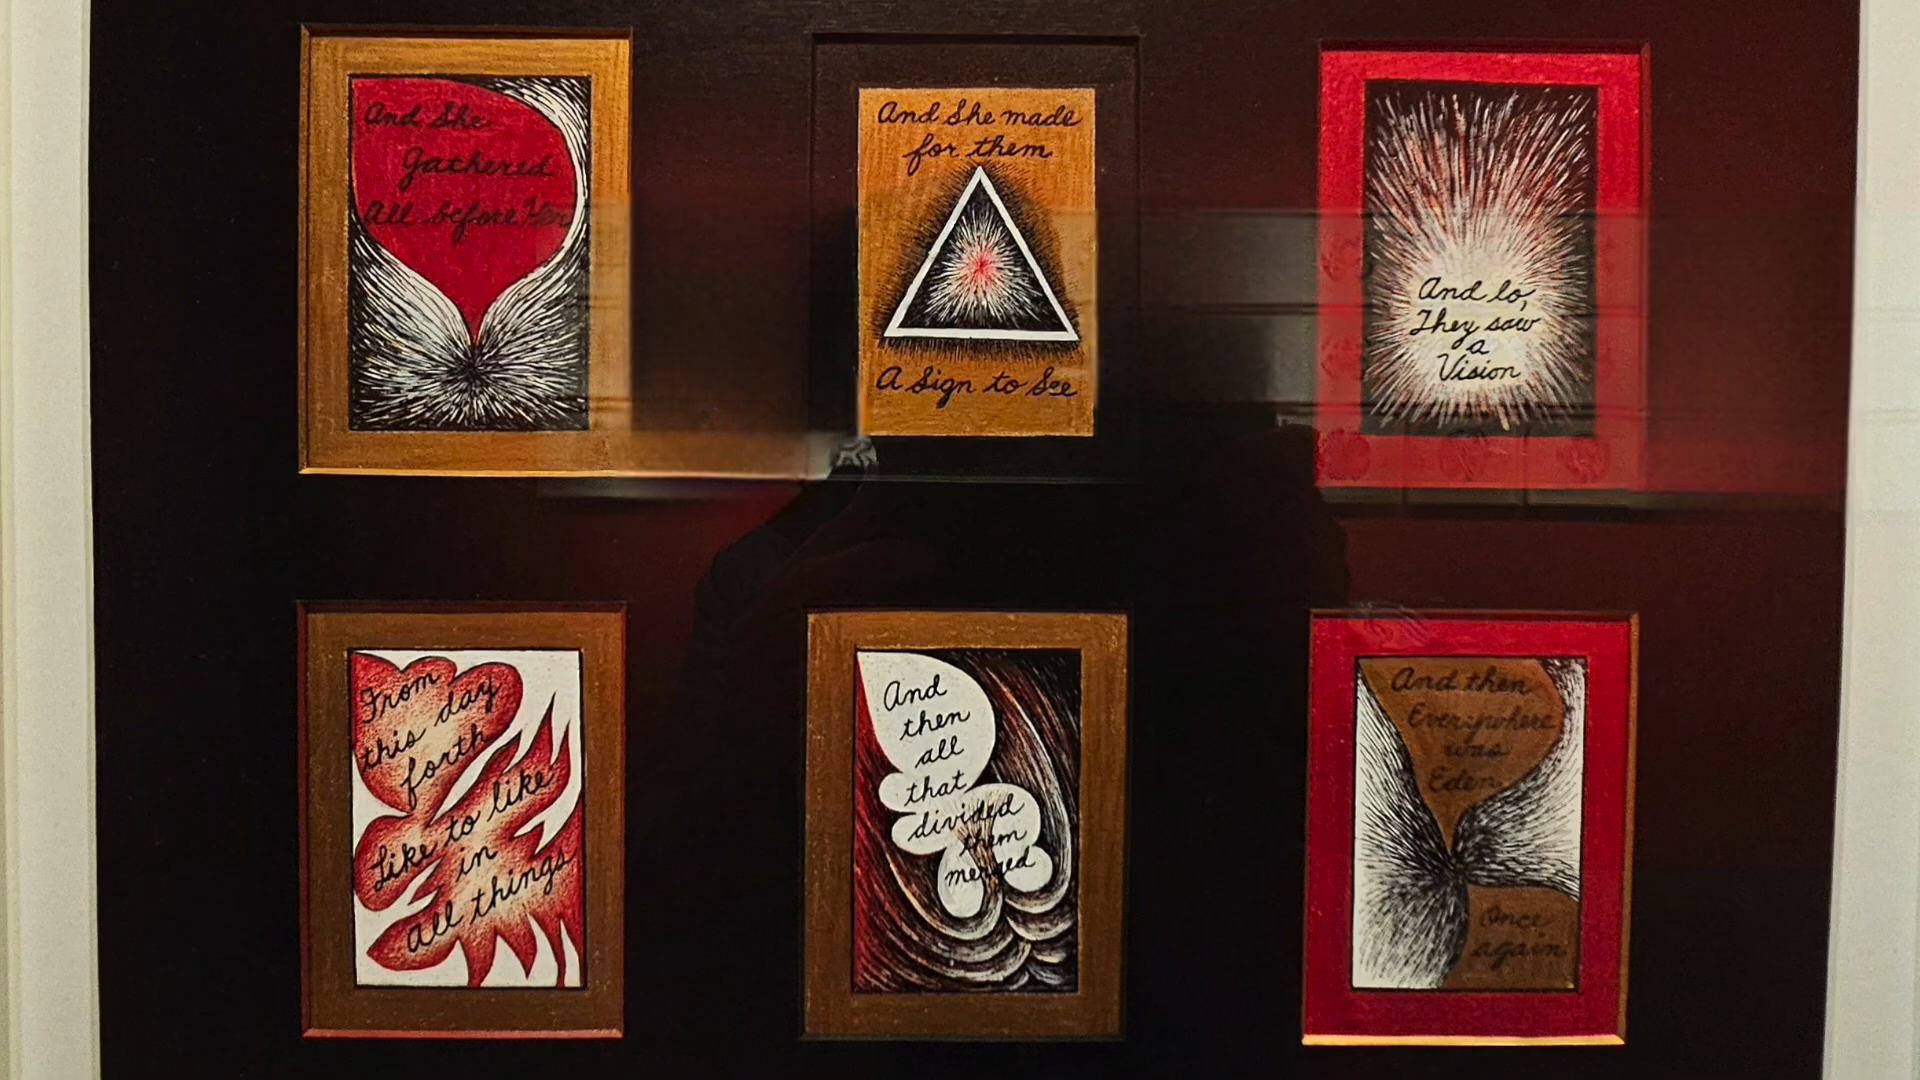 And She
Gathered
All before Her
And She made
for them
A Sign to See
And lo,
They saw
a
Vision
From
this day
forth
Like to like
in
all things
And
then
all
that
divided
them
merged
And then
Everywhere
was
Eden
Once
again